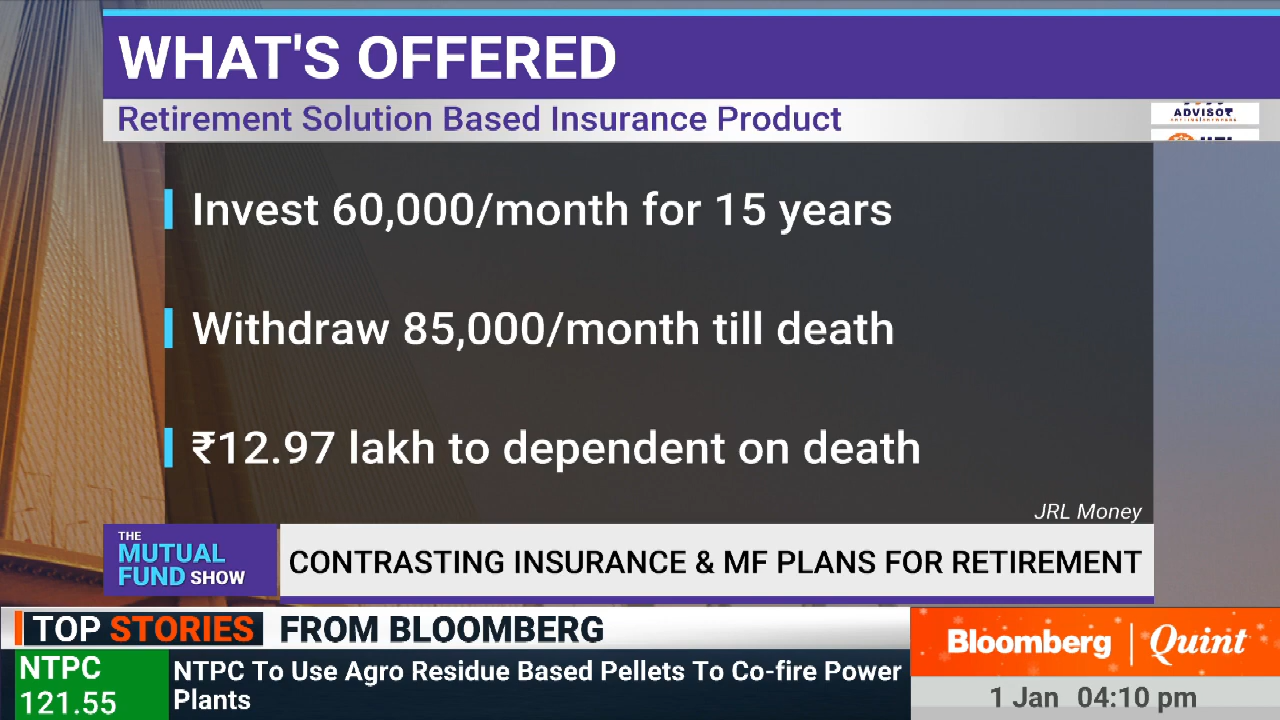 WHAT'S OFFERED
Retirement Solution Based Insurance Product
ADVISOR
Invest 60,000/month for 15 years
Withdraw 85,000/month till death
₹12.97 lakh to dependent on death
JRL Money
THE
MUTUAL
FUND SHOW
CONTRASTING INSURANCE & MF PLANS FOR RETIREMENT
TOP STORIES FROM BLOOMBERG
Bloomberg | Quint
NTPC
121.55
NTPC To Use Agro Residue Based Pellets To Co-fire Power
Plants
1 Jan 04:10 pm